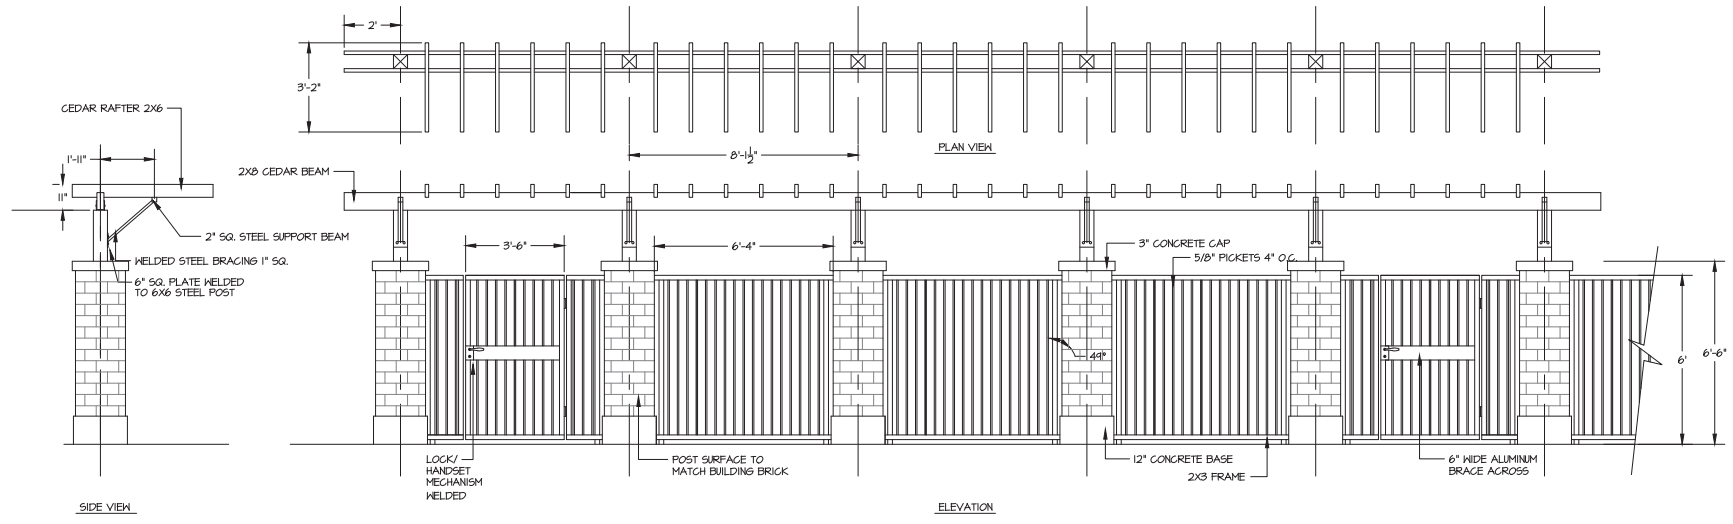 2'
3'-2"
CEDAR RAFTER 2X6
PLAN VIEW
8'-1½"
1'-11"
2X8 CEDAR BEAM
11"
2" SQ. STEEL SUPPORT BEAM
3'-6"
6'-4"
3" CONCRETE CAP
5/8" PICKETS 4" O.C.
WELDED STEEL BRACING 1" SQ.
6" SQ. PLATE WELDED
TO 6X6 STEEL POST
49"
6'
6'-6"
LOCK/
HANDSET
MECHANISM
WELDED
POST SURFACE TO
MATCH BUILDING BRICK
12" CONCRETE BASE
2X3 FRAME
6" WIDE ALUMINUM
BRACE ACROSS
SIDE VIEW
ELEVATION